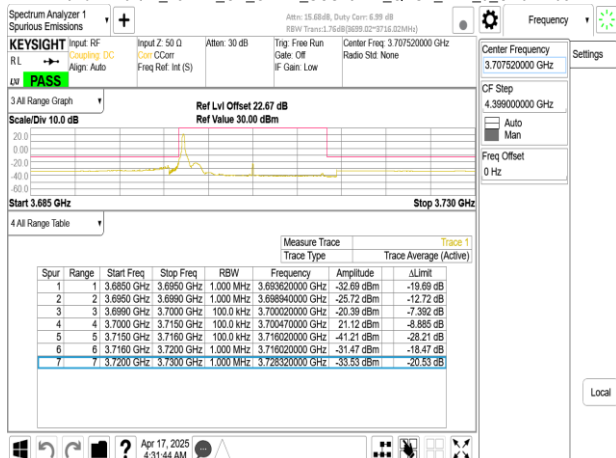 Spectrum Analyzer 1
Spurious Emissions
Attn: 15.68dB, Duty Corr: 6.99 dB
RBW Trans:1.76dB(3699.02~3716.02MHz)
Frequency
KEYSIGHT Input: RF Input Z: 50 Ω Atten: 30 dB Trig: Free Run Center Freq: 3.707520000 GHz
RL Coupling: DC Corr CCorr Gate: Off Radio Std: None
Align: Auto Freq Ref: Int (S) IF Gain: Low
LXI PASS
Center Frequency
3.707520000 GHz
Settings
CF Step
4.399000000 GHz
Auto
Man
Freq Offset
0 Hz
3 All Range Graph
Ref Lvl Offset 22.67 dB
Scale/Div 10.0 dB Ref Value 30.00 dBm
20.0
0.00
-20.0
-40.0
-60.0
Start 3.685 GHz Stop 3.730 GHz
4 All Range Table
Measure Trace Trace 1
Trace Type Trace Average (Active)
Spur Range Start Freq Stop Freq RBW Frequency Amplitude ΔLimit
1 1 3.6850 GHz 3.6950 GHz 1.000 MHz 3.693620000 GHz -32.69 dBm -19.69 dB
2 2 3.6950 GHz 3.6990 GHz 1.000 MHz 3.698940000 GHz -25.72 dBm -12.72 dB
3 3 3.6990 GHz 3.7000 GHz 100.0 kHz 3.700020000 GHz -20.39 dBm -7.392 dB
4 4 3.7000 GHz 3.7150 GHz 100.0 kHz 3.700470000 GHz 21.12 dBm -8.885 dB
5 5 3.7150 GHz 3.7160 GHz 100.0 kHz 3.716020000 GHz -41.21 dBm -28.21 dB
6 6 3.7160 GHz 3.7200 GHz 1.000 MHz 3.716020000 GHz -31.47 dBm -18.47 dB
7 7 3.7200 GHz 3.7300 GHz 1.000 MHz 3.728320000 GHz -33.53 dBm -20.53 dB
Local
Apr 17, 2025
4:31:44 AM